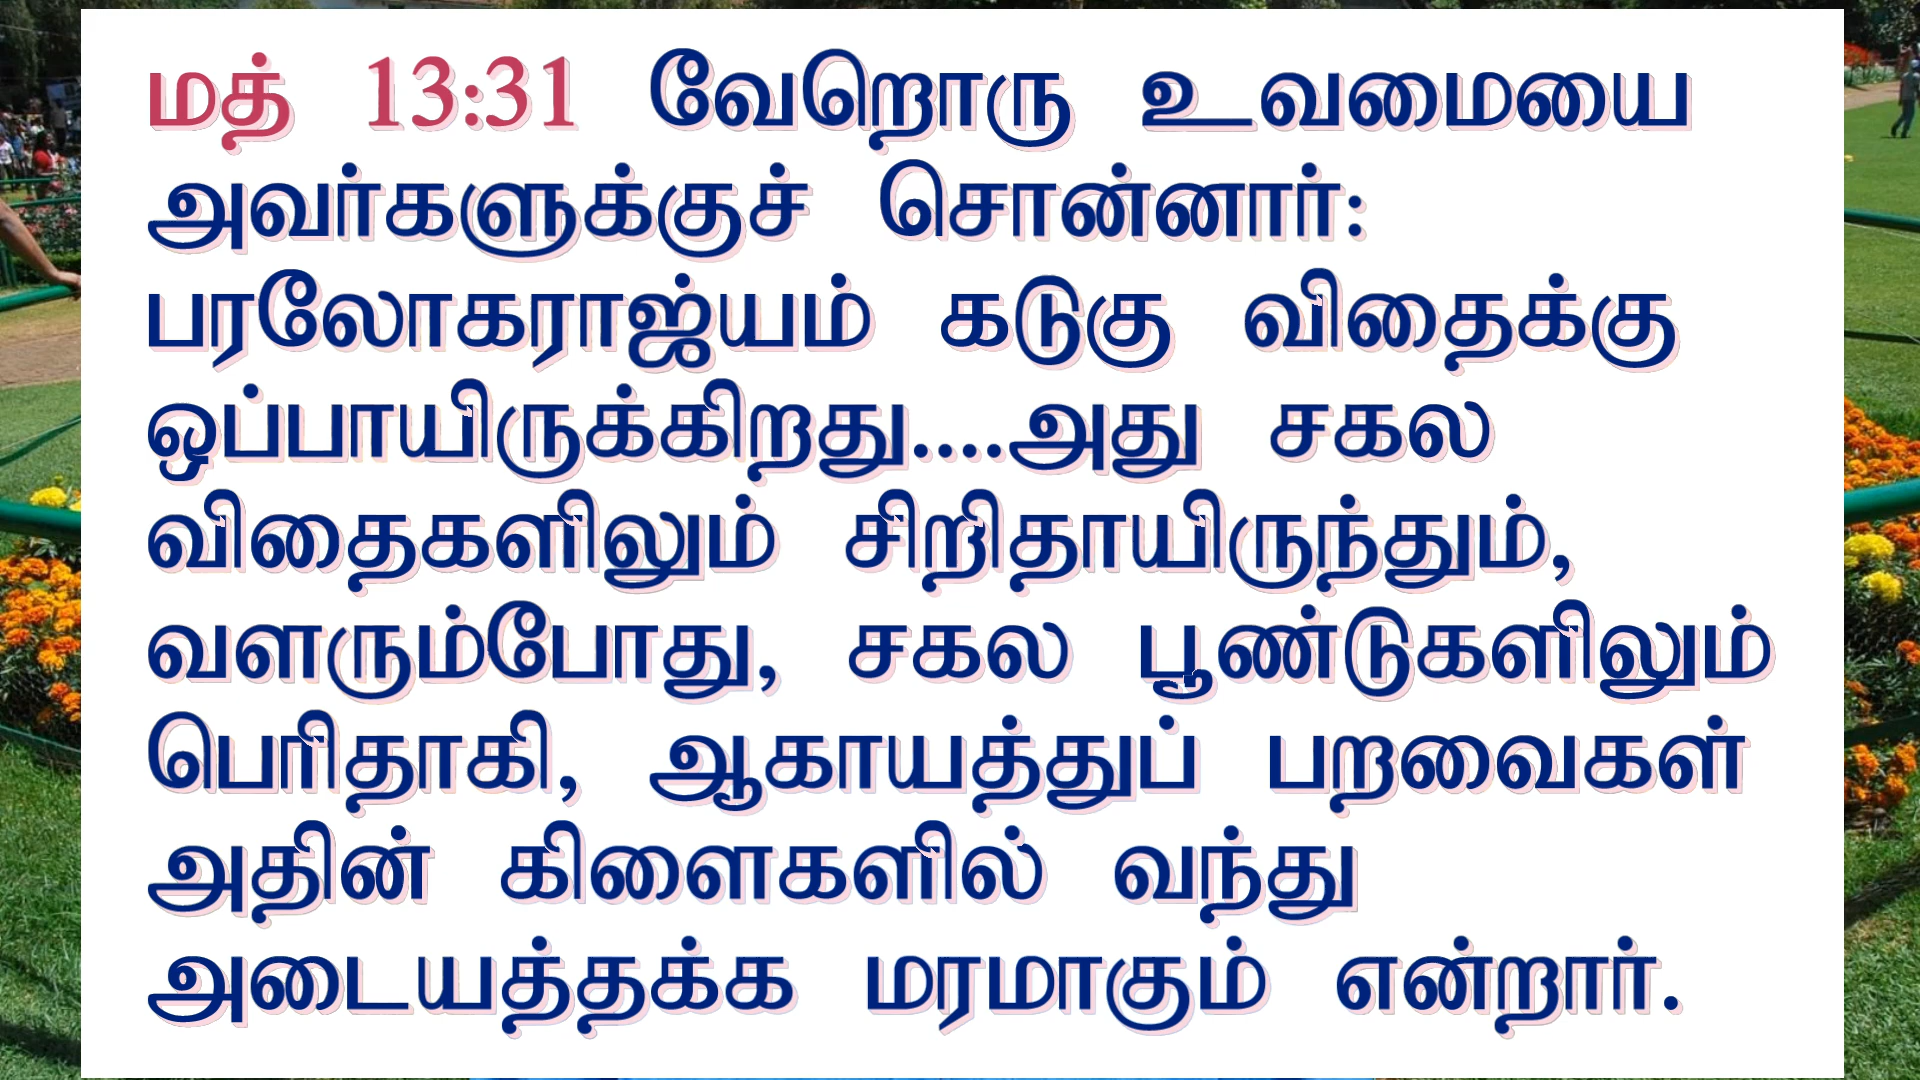 மத் 13:31 வேறொரு உவமையை
அவர்களுக்குச் சொன்னார்:
பரலோகராஜ்யம் கடுகு விதைக்கு
ஒப்பாயிருக்கிறது....அது சகல
விதைகளிலும் சிறிதாயிருந்தும்,
வளரும்போது, சகல பூண்டுகளிலும்
பெரிதாகி, ஆகாயத்துப் பறவைகள்
அதின் கிளைகளில் வந்து
அடையத்தக்க மரமாகும் என்றார்.